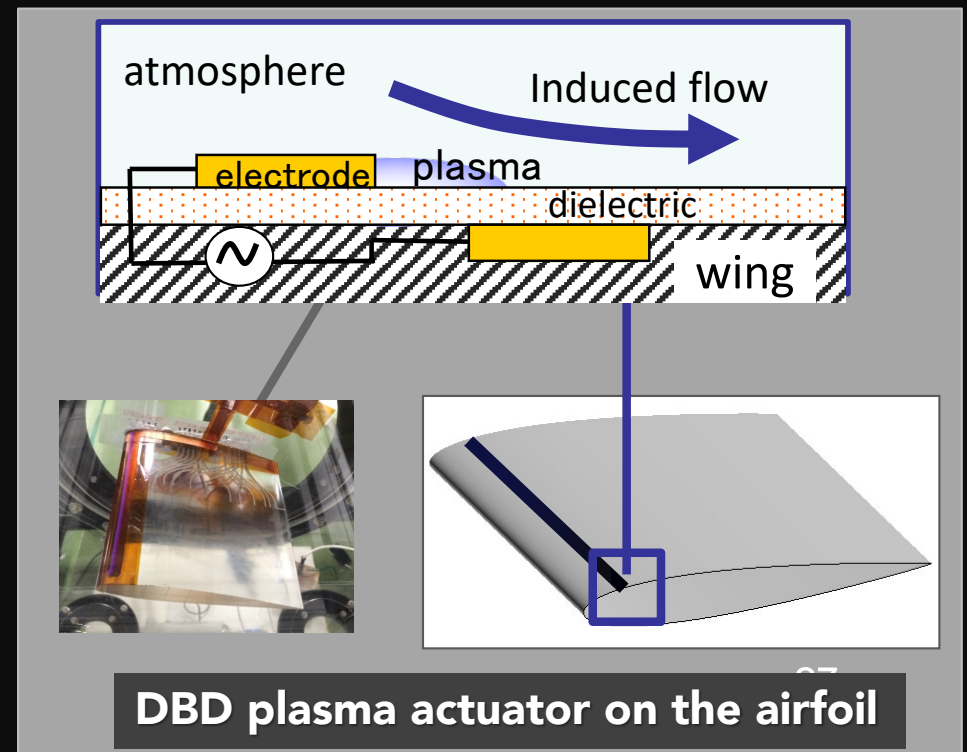 atmosphere
Induced flow
electrode
plasma
dielectric
wing
DBD plasma actuator on the airfoil